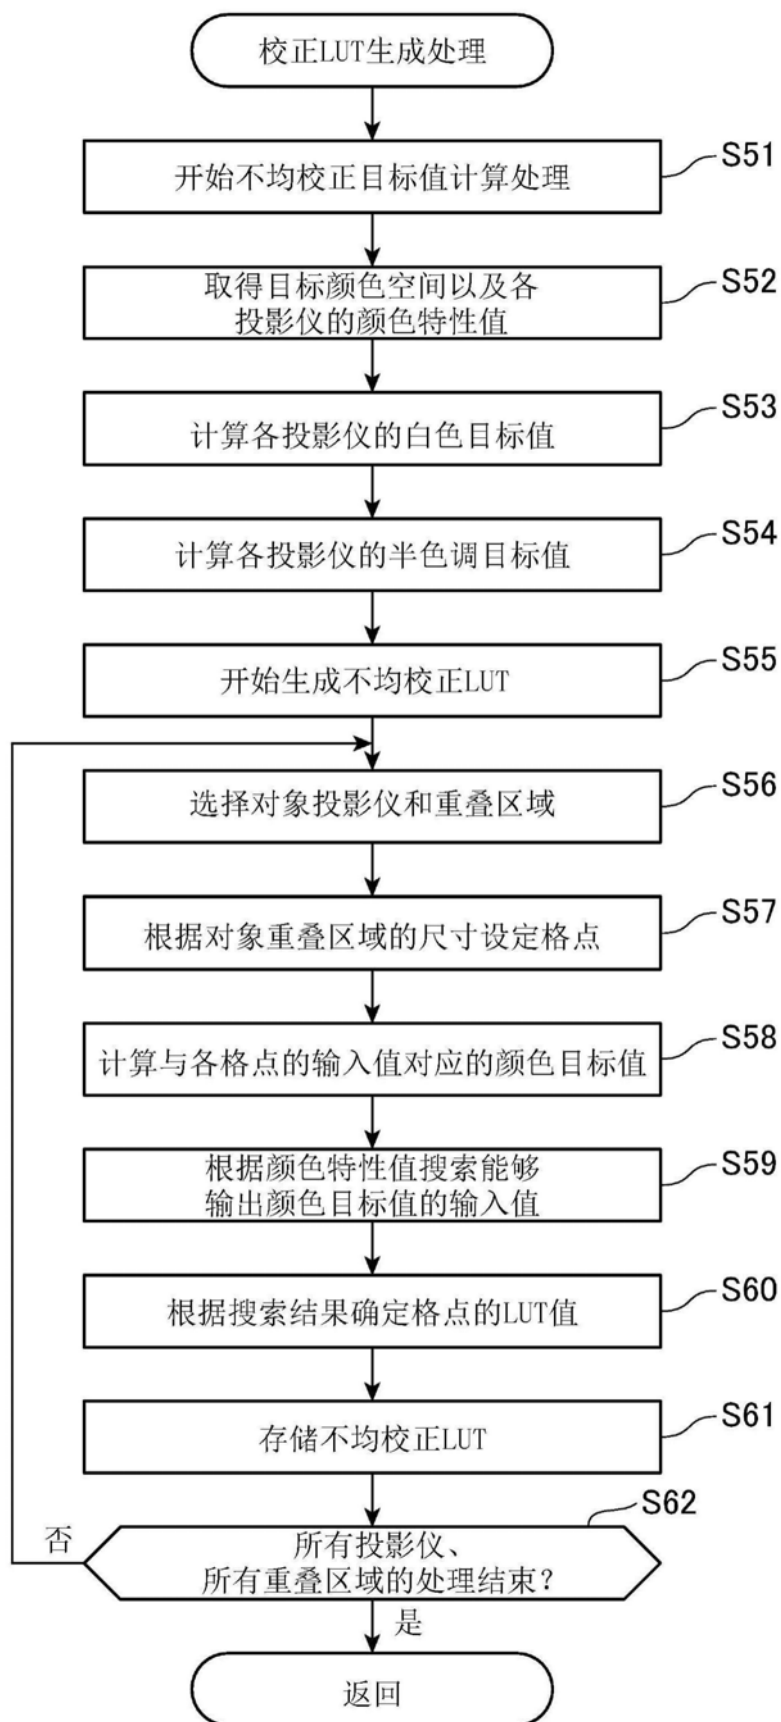 校正LUT生成处理
S51
开始不均校正目标值计算处理
S52
取得目标颜色空间以及各
投影仪的颜色特性值
S53
计算各投影仪的白色目标值
S54
计算各投影仪的半色调目标值
S55
开始生成不均校正LUT
S56
选择对象投影仪和重叠区域
S57
根据对象重叠区域的尺寸设定格点
S58
计算与各格点的输入值对应的颜色目标值
S59
根据颜色特性值搜索能够
输出颜色目标值的输入值
S60
根据搜索结果确定格点的LUT值
S61
存储不均校正LUT
S62
否
所有投影仪、
所有重叠区域的处理结束？
是
返回